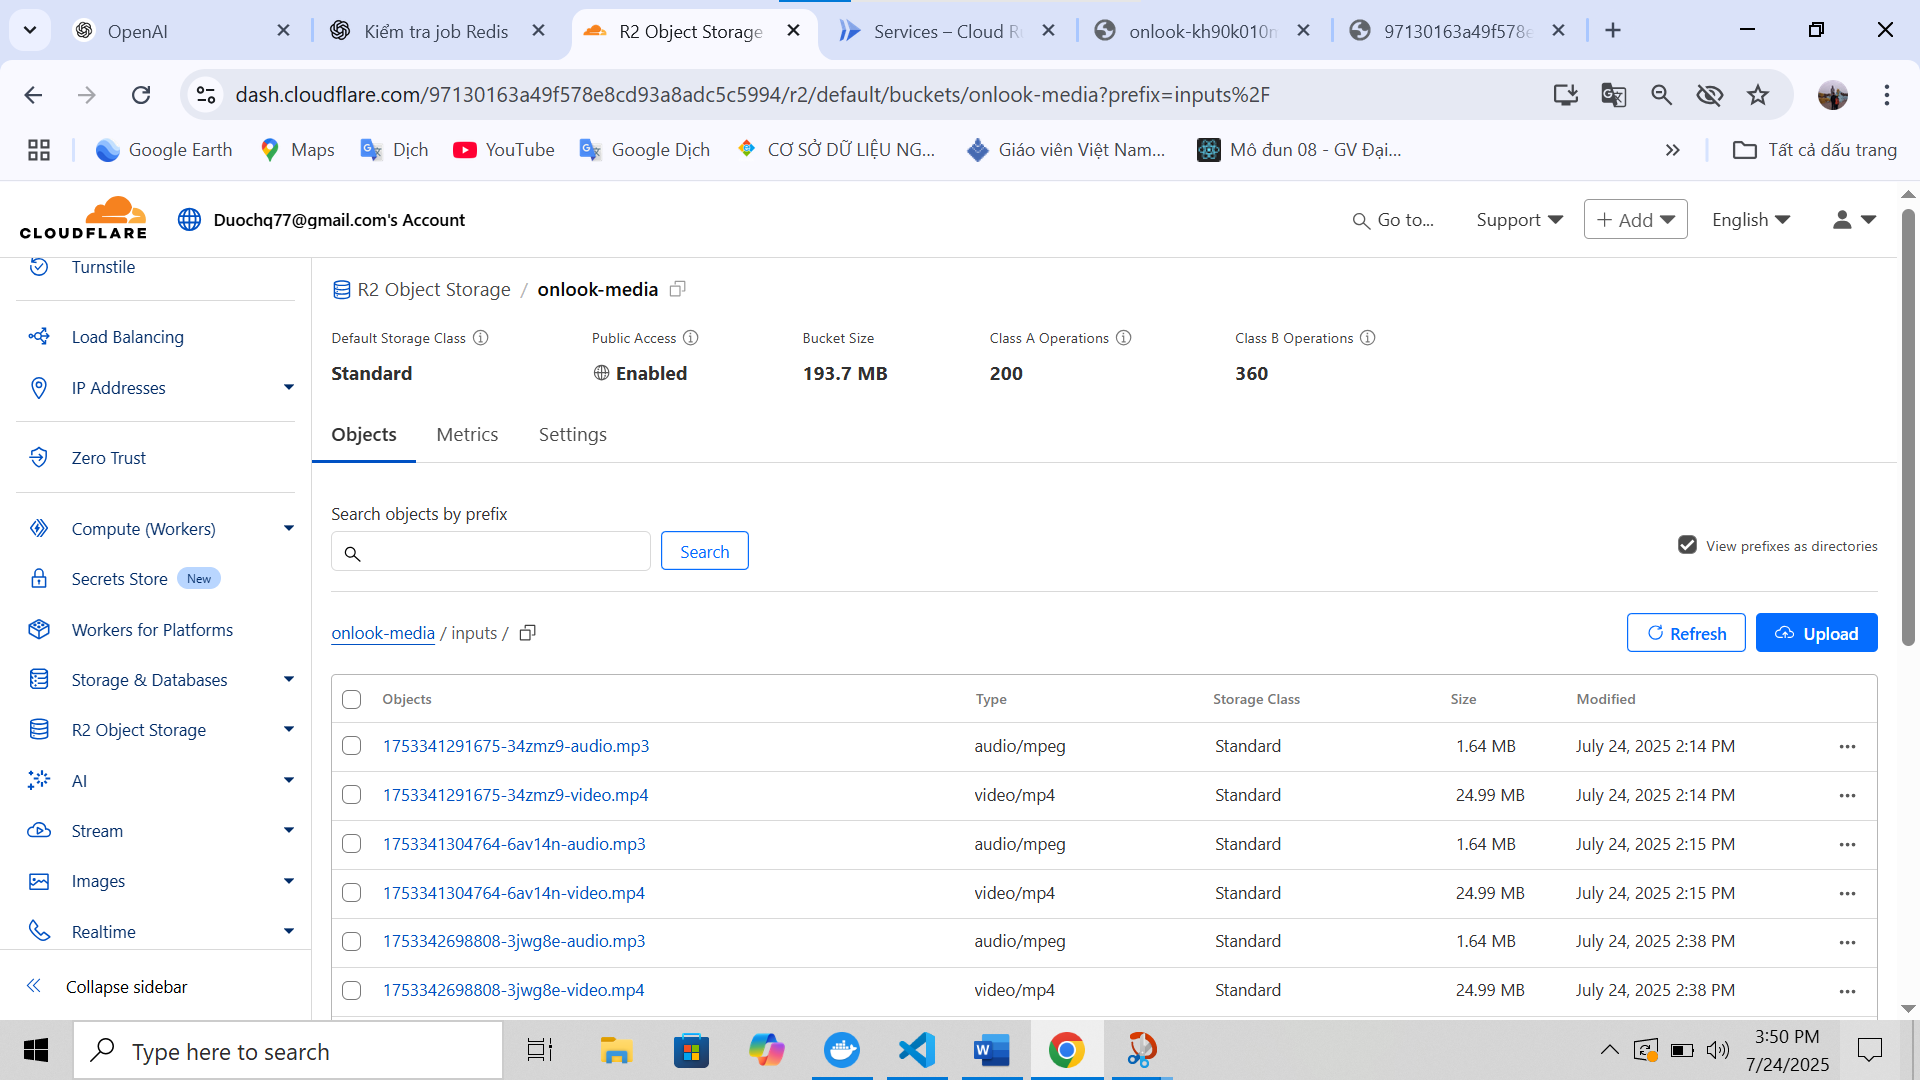 OpenAI
Kiểm tra job Redis
R2 Object Storage
Services – Cloud R
onlook-kh90k010
97130163a49f578e
dash.cloudflare.com/97130163a49f578e8cd93a8adc5c5994/r2/default/buckets/onlook-media?prefix=inputs%2F
Google Earth
Maps
Dịch
YouTube
Google Dịch
CƠ SỞ DỮ LIỆU NG...
Giáo viên Việt Nam...
Mô đun 08 - GV Đại...
Tất cả dấu trang
CLOUDFLARE
Duochq77@gmail.com's Account
Go to...
Support
+ Add
English
Turnstile
Load Balancing
IP Addresses
Zero Trust
Compute (Workers)
Secrets Store New
Workers for Platforms
Storage & Databases
R2 Object Storage
AI
Stream
Images
Realtime
Collapse sidebar
R2 Object Storage / onlook-media
Default Storage Class
Standard
Public Access
Enabled
Bucket Size
193.7 MB
Class A Operations
200
Class B Operations
360
Objects
Metrics
Settings
Search objects by prefix
Search
View prefixes as directories
onlook-media / inputs /
Refresh
Upload
Objects Type Storage Class Size Modified
1753341291675-34zmz9-audio.mp3 audio/mpeg Standard 1.64 MB July 24, 2025 2:14 PM
1753341291675-34zmz9-video.mp4 video/mp4 Standard 24.99 MB July 24, 2025 2:14 PM
1753341304764-6av14n-audio.mp3 audio/mpeg Standard 1.64 MB July 24, 2025 2:15 PM
1753341304764-6av14n-video.mp4 video/mp4 Standard 24.99 MB July 24, 2025 2:15 PM
1753342698808-3jwg8e-audio.mp3 audio/mpeg Standard 1.64 MB July 24, 2025 2:38 PM
1753342698808-3jwg8e-video.mp4 video/mp4 Standard 24.99 MB July 24, 2025 2:38 PM
Type here to search
3:50 PM
7/24/2025